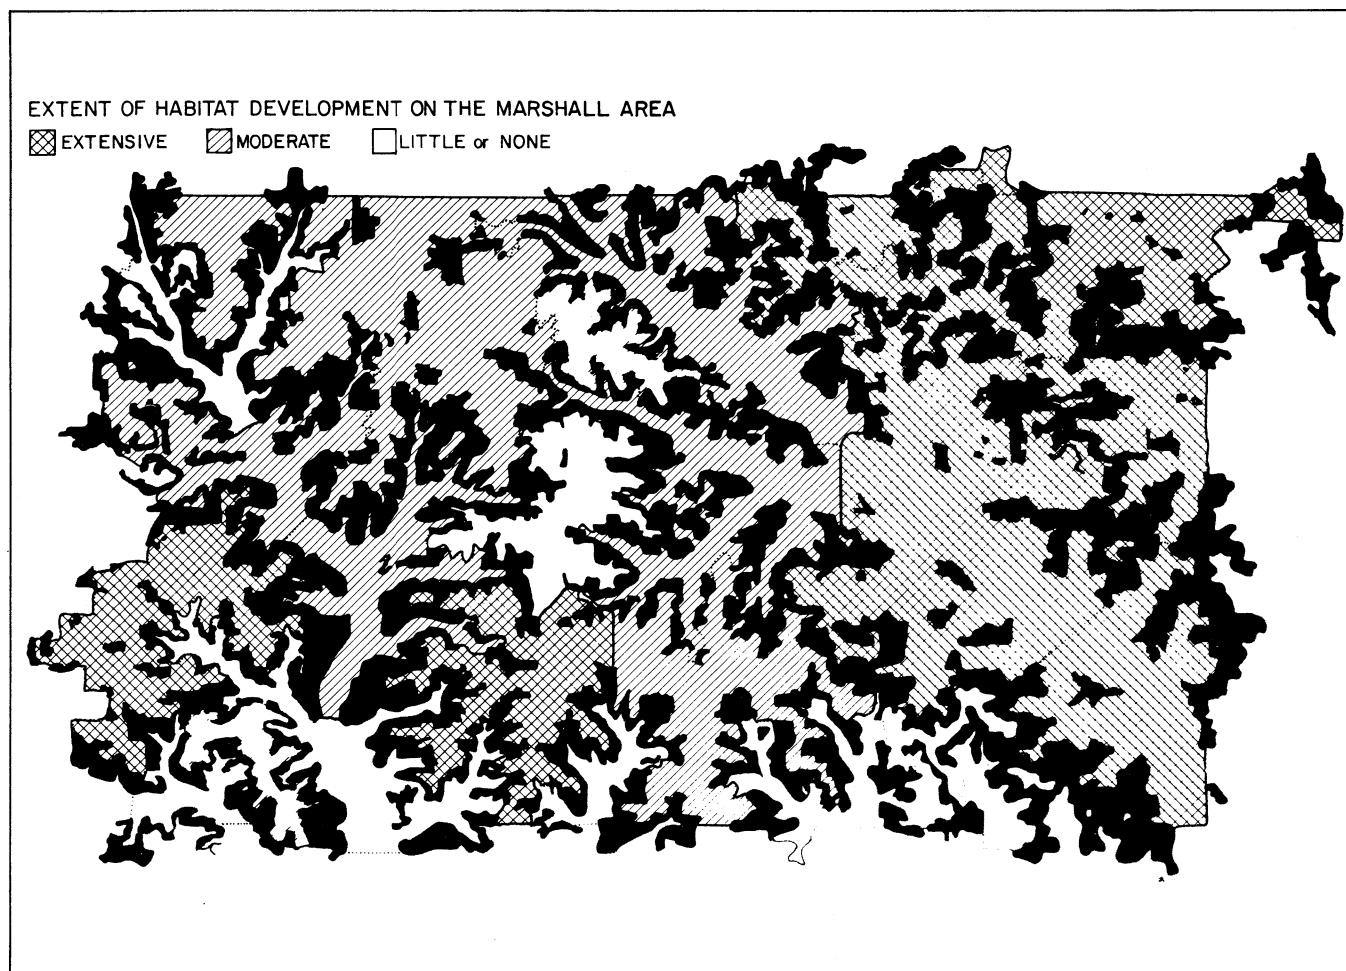 EXTENT OF HABITAT DEVELOPMENT ON THE MARSHALL AREA
EXTENSIVE MODERATE LITTLE or NONE